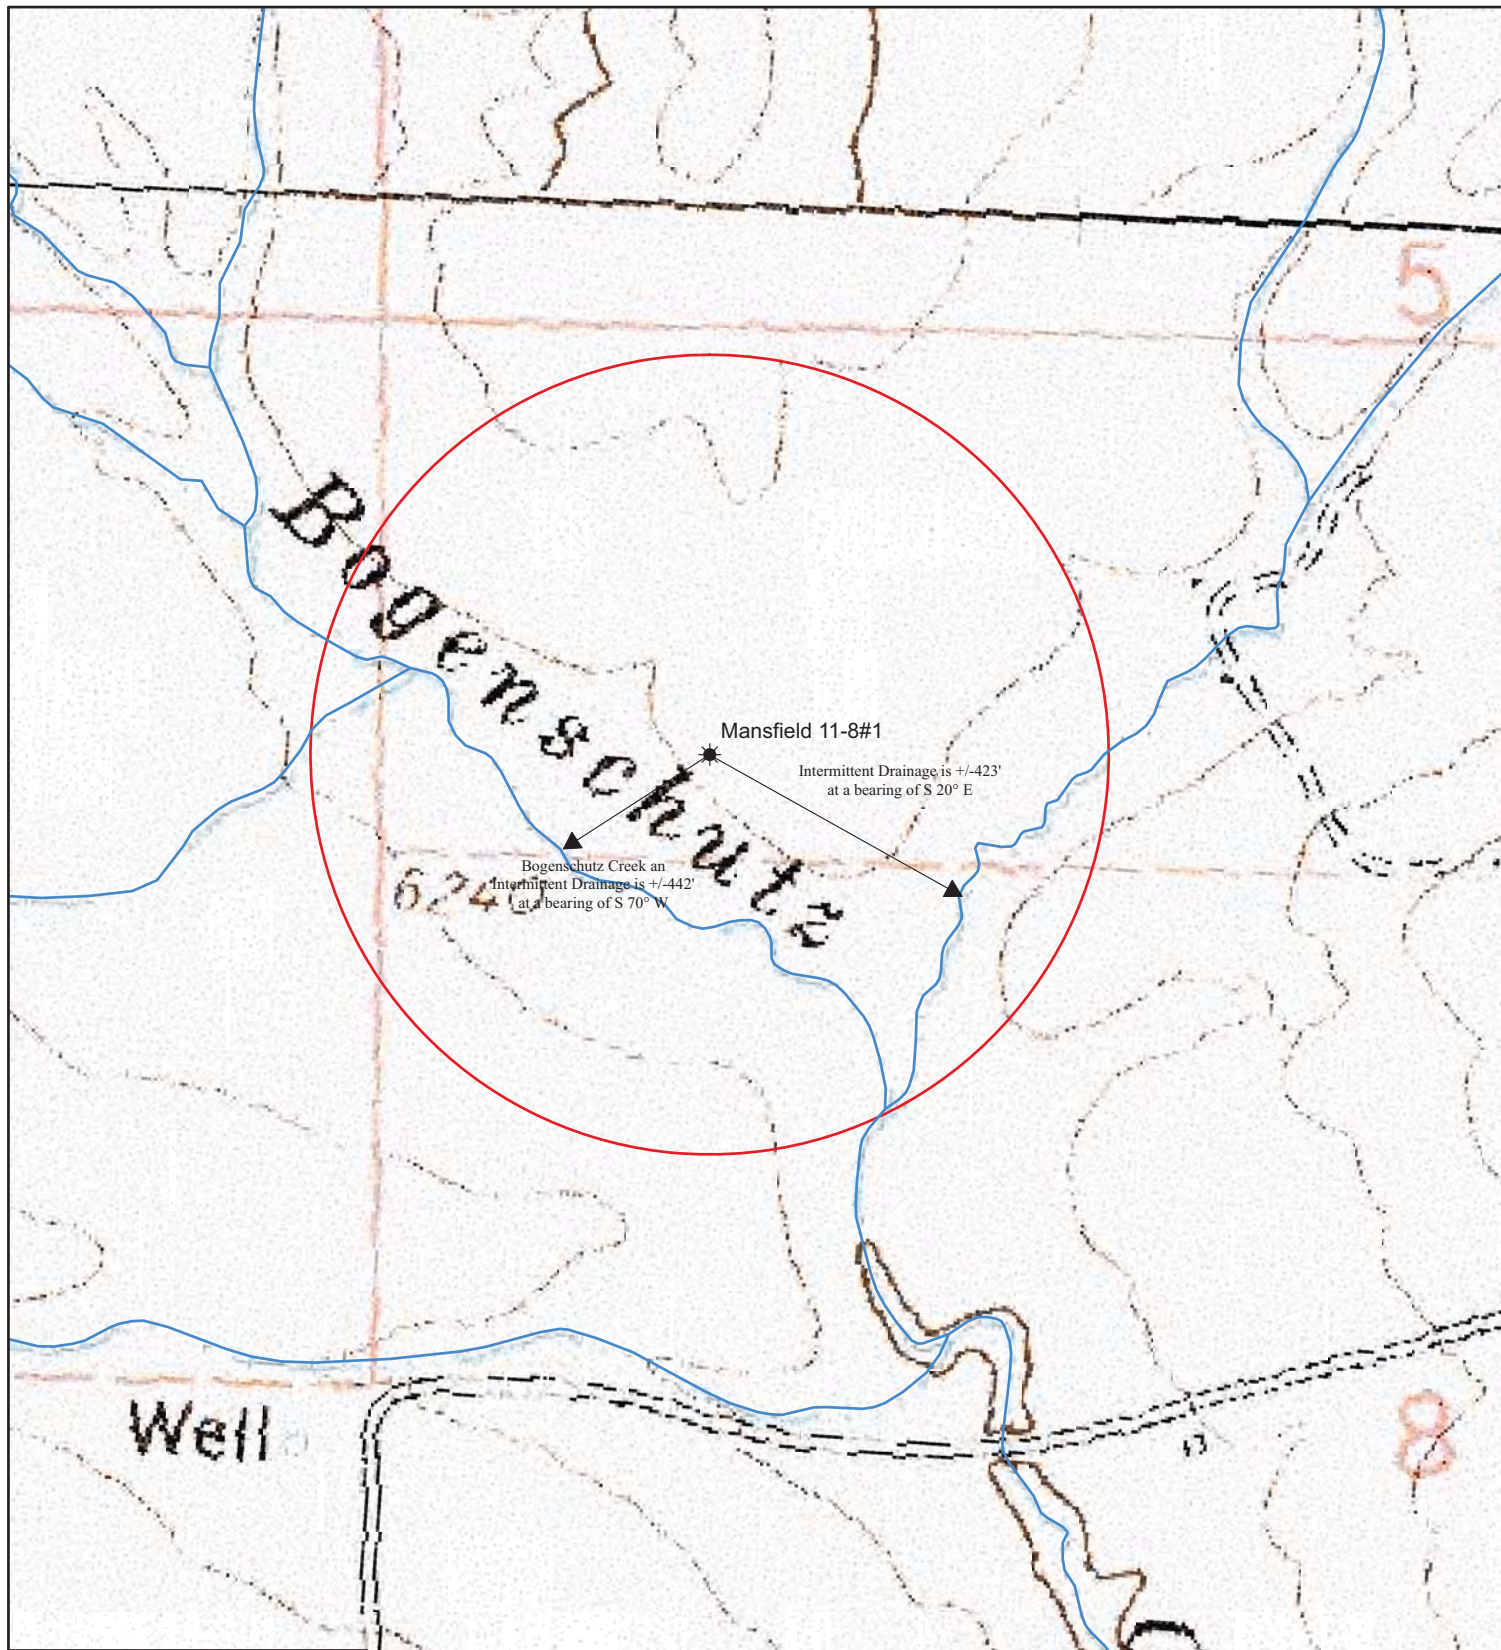 5
Bogenschutz
Mansfield 11-8#1
Intermittent Drainage is +/-423'
at a bearing of S 20° E
Bogenschutz Creek an
Intermittent Drainage is +/-442'
at a bearing of S 70° W
6240
Well
8